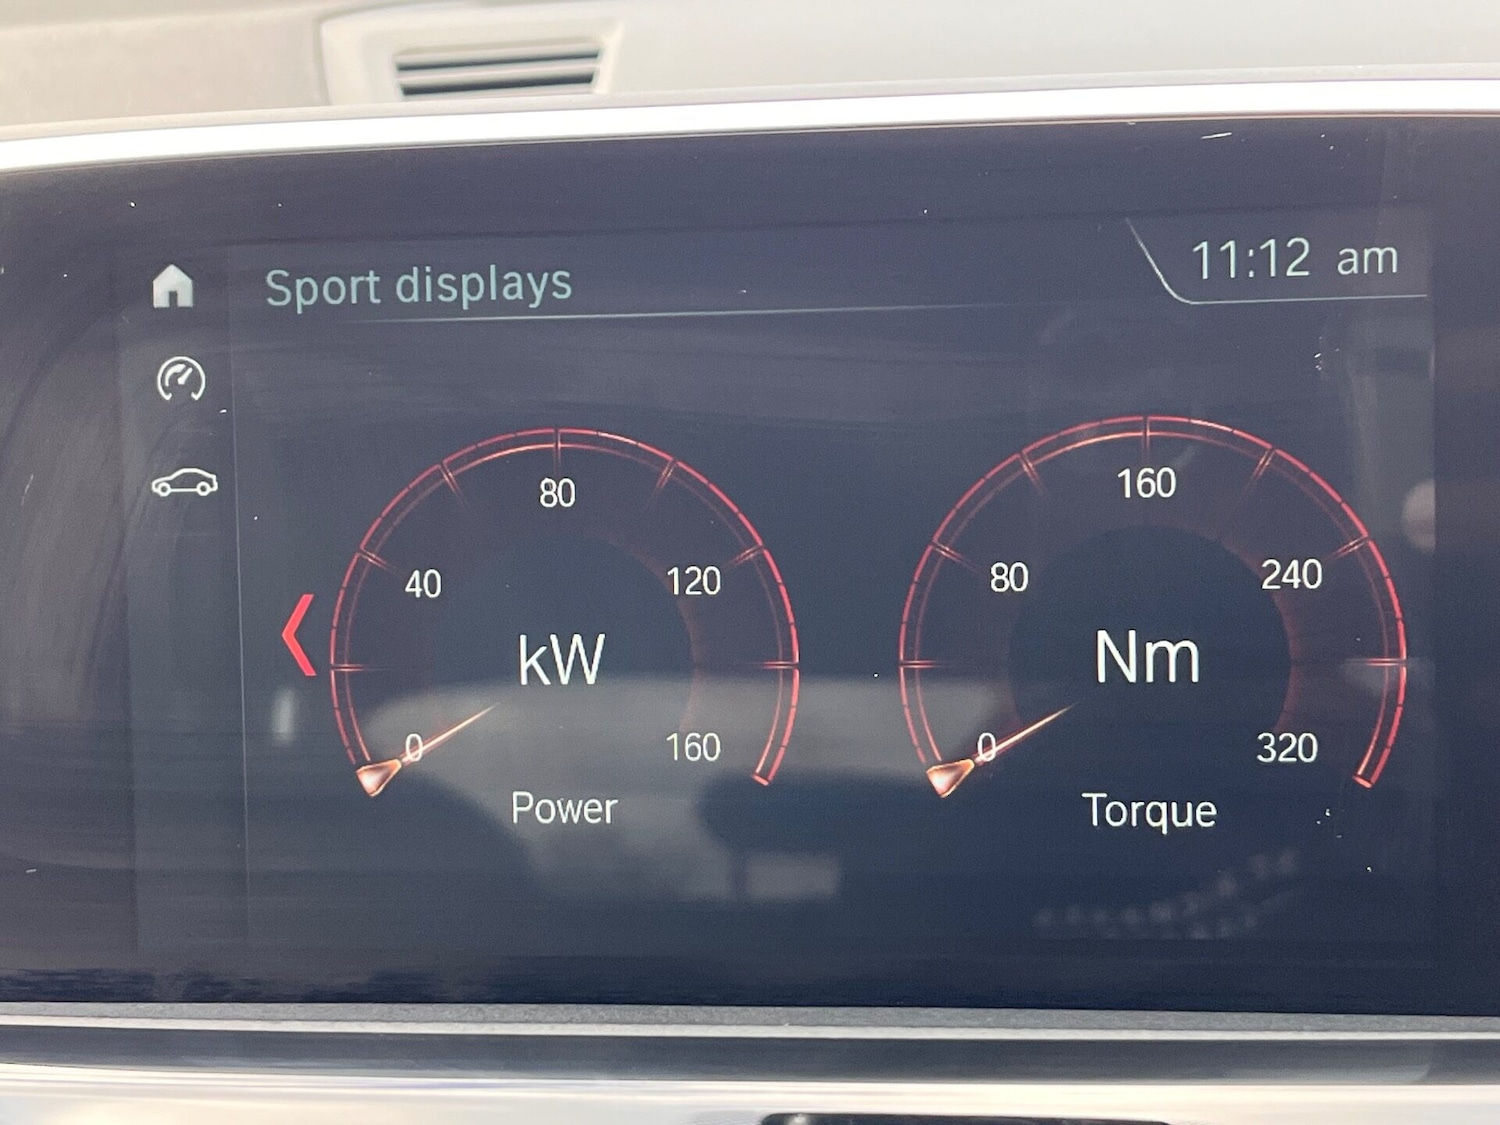 Sport displays
11:12 am
80
40 120
kW
0 160
Power
160
80 240
Nm
0 320
Torque